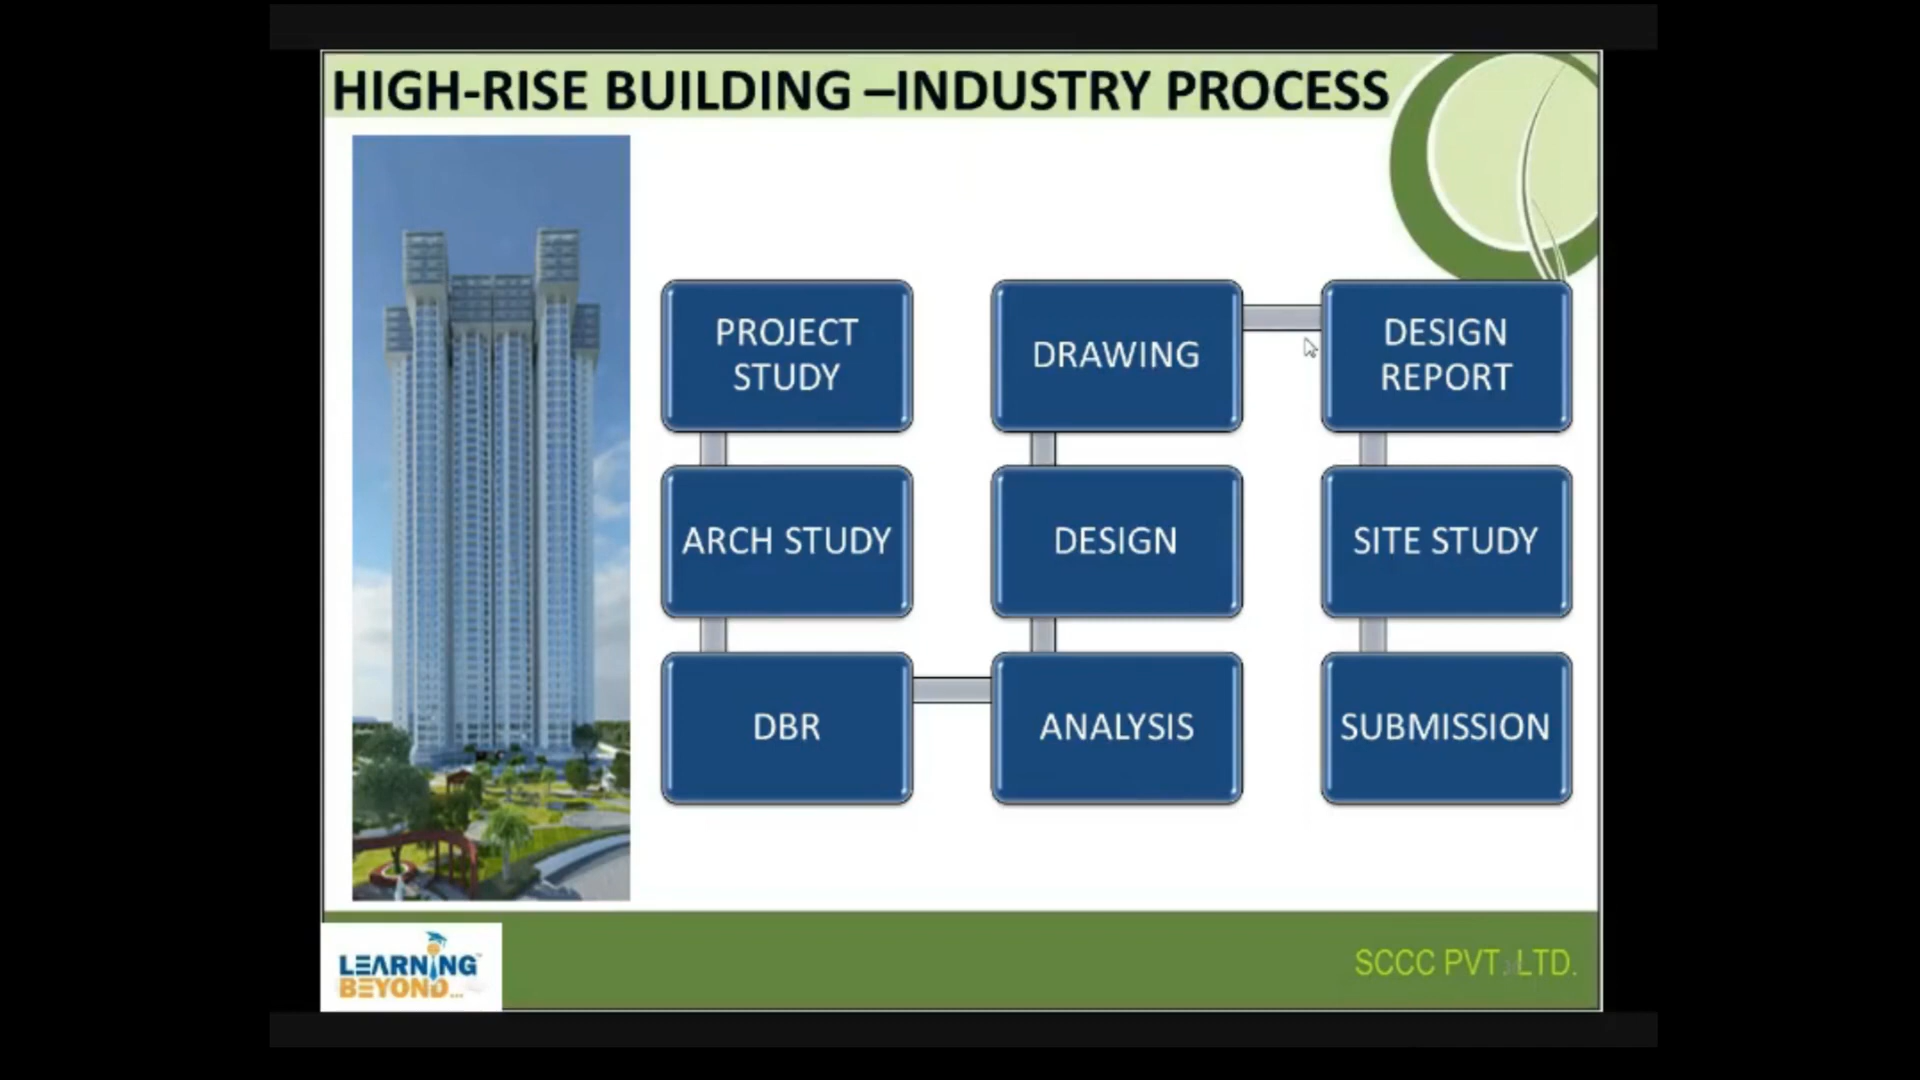 HIGH-RISE BUILDING –INDUSTRY PROCESS
PROJECT
STUDY
ARCH STUDY
DBR
ANALYSIS
DESIGN
DRAWING
DESIGN
REPORT
SITE STUDY
SUBMISSION
LEARNING
BEYOND...
SCCC PVT. LTD.